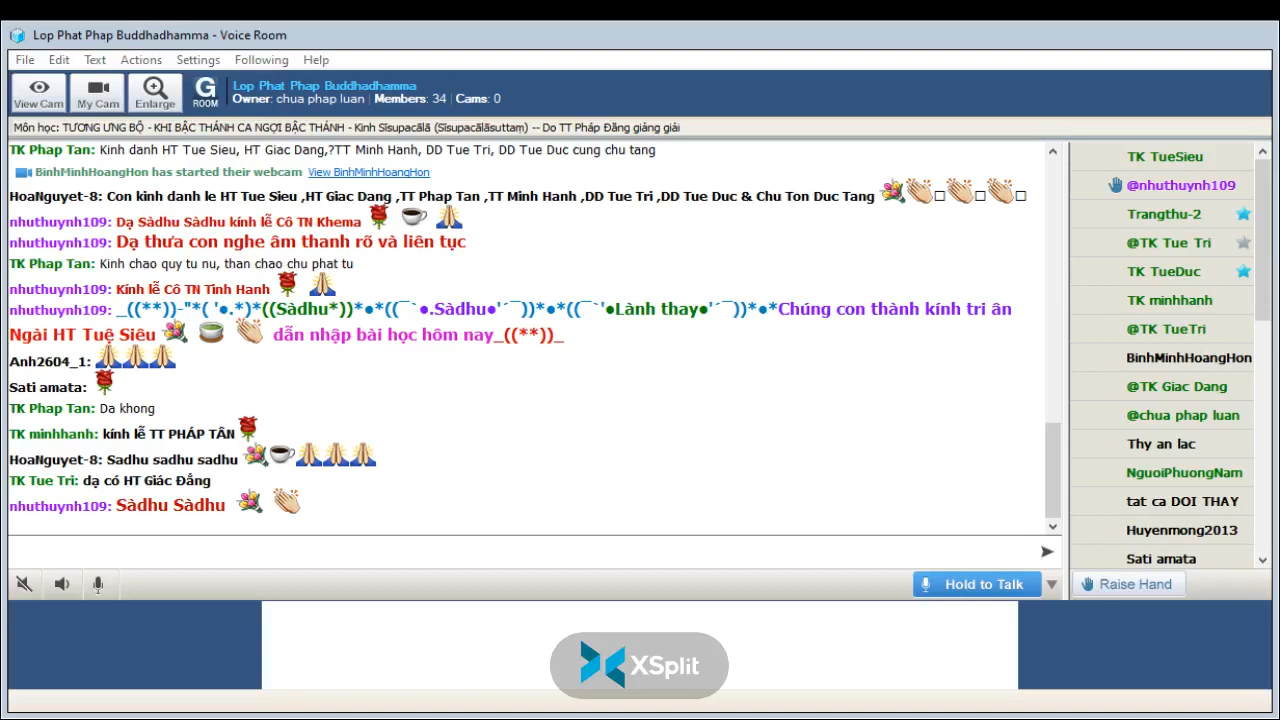 Lop Phat Phap Buddhadhamma - Voice Room
File Edit Text Actions Settings Following Help
View Cam My Cam Enlarge G ROOM
Lop Phat Phap Buddhadhamma
Owner: chua phap luan | Members: 34 | Cams: 0
Môn học: TƯƠNG ƯNG BỘ - KHI BẬC THÁNH CA NGỢI BẬC THÁNH - Kinh Sīsupacālā (Sīsupacālāsuttaṃ) -- Do TT Pháp Đăng giảng giải
TK Phap Tan: Kinh danh HT Tue Sieu, HT Giac Dang,?TT Minh Hanh, DD Tue Tri, DD Tue Duc cung chu tang
BinhMinhHoangHon has started their webcam View BinhMinhHoangHon
HoaNguyet-8: Con kinh danh le HT Tue Sieu ,HT Giac Dang ,TT Phap Tan ,TT Minh Hanh ,DD Tue Tri ,DD Tue Duc & Chu Ton Duc Tang
nhuthuynh109: Dạ Sàdhu Sàdhu kính lễ Cô TN Khema
nhuthuynh109: Dạ thưa con nghe âm thanh rõ và liên tục
TK Phap Tan: Kinh chao quy tu nu, than chao chu phat tu
nhuthuynh109: Kính lễ Cô TN Tinh Hanh
nhuthuynh109: _((**))-"*( '●.*)*((Sàdhu*))*●*((¯`●.Sàdhu●'´¯))*●*((¯`'●Lành thay●'´¯))*●*Chúng con thành kính tri ân
Ngài HT Tuệ Siêu dẫn nhập bài học hôm nay_((**))_
Anh2604_1:
Sati amata:
TK Phap Tan: Da khong
TK minhhanh: kính lễ TT PHÁP TÂN
HoaNguyet-8: Sadhu sadhu sadhu
TK Tue Tri: dạ có HT Giác Đẳng
nhuthuynh109: Sàdhu Sàdhu
Hold to Talk
TK TueSieu
@nhuthuynh109
Trangthu-2
@TK Tue Tri
TK TueDuc
TK minhhanh
@TK TueTri
BinhMinhHoangHon
@TK Giac Dang
@chua phap luan
Thy an lac
NguoiPhuongNam
tat ca DOI THAY
Huyenmong2013
Sati amata
Raise Hand
XSplit